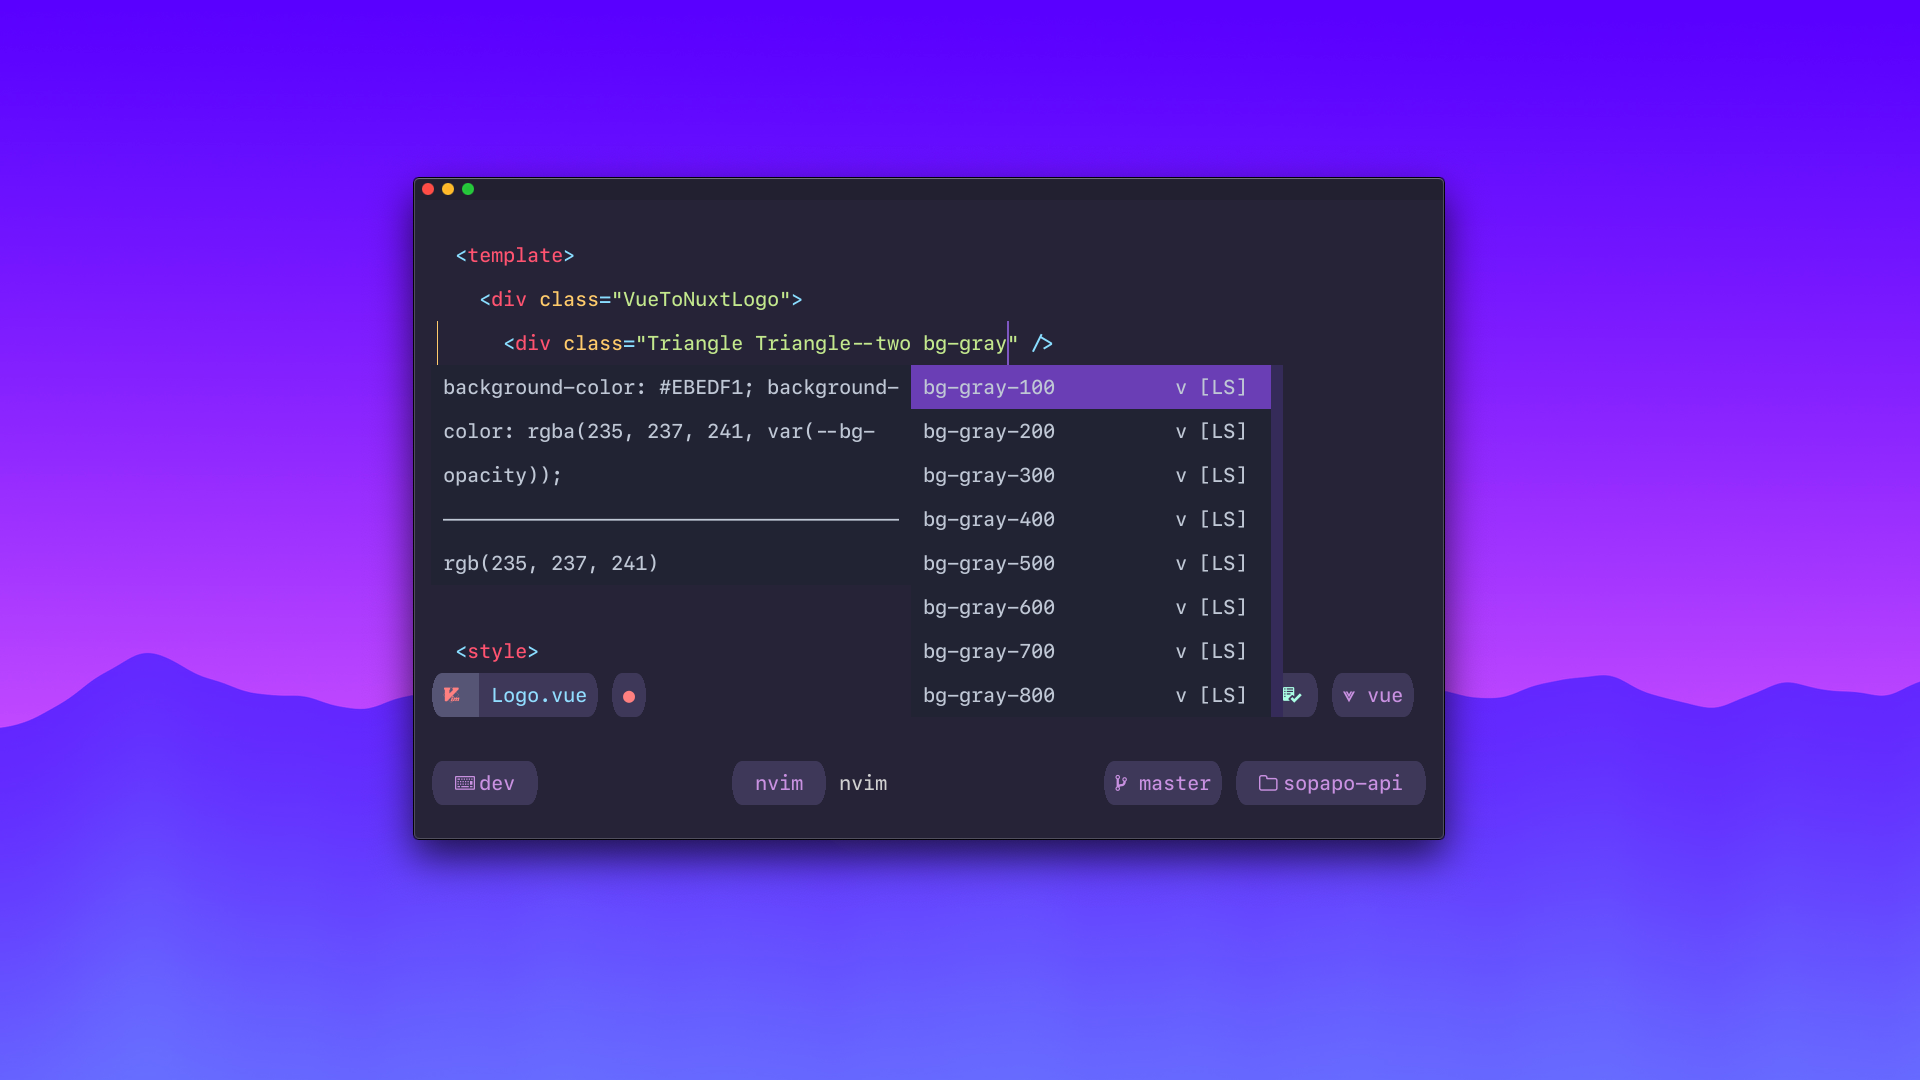 <template>
<div class="VueToNuxtLogo">
<div class="Triangle Triangle--two bg-gray" />
background-color: #EBEDF1; background-
color: rgba(235, 237, 241, var(--bg-
opacity));
rgb(235, 237, 241)
bg-gray-100 v [LS]
bg-gray-200 v [LS]
bg-gray-300 v [LS]
bg-gray-400 v [LS]
bg-gray-500 v [LS]
bg-gray-600 v [LS]
bg-gray-700 v [LS]
bg-gray-800 v [LS]
<style>
Logo.vue vue
dev nvim nvim master sopapo-api